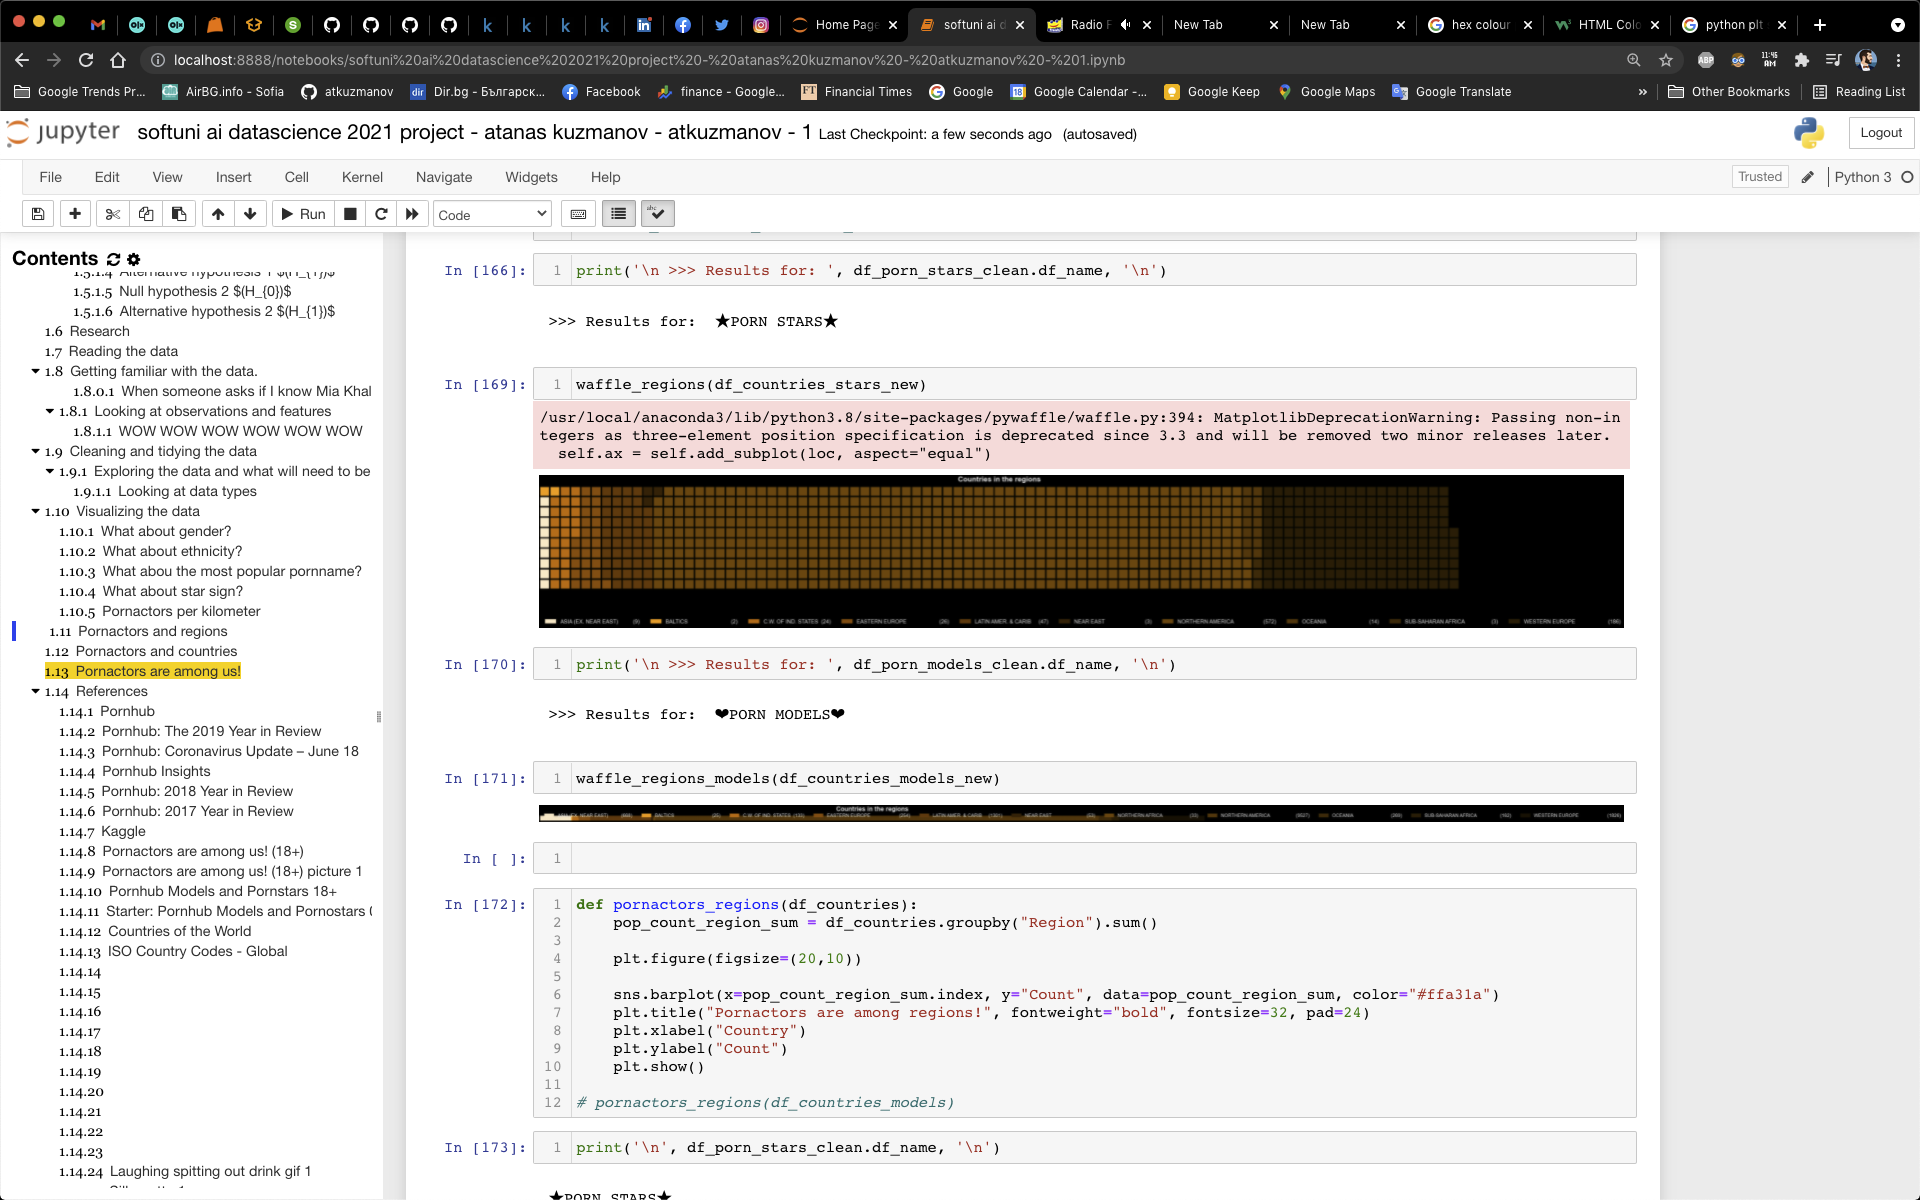 Home Page
softuni ai d
Radio F
New Tab
New Tab
hex colour
HTML Colo
python plt
localhost:8888/notebooks/softuni%20ai%20datascience%202021%20project%20-%20atanas%20kuzmanov%20-%20atkuzmanov%20-%201.ipynb
ABP
11:46 AM
Google Trends Pr...
AirBG.info - Sofia
atkuzmanov
dir Dir.bg - Българск...
Facebook
finance - Google...
FT Financial Times
Google
18 Google Calendar -...
Google Keep
Google Maps
Google Translate
»
Other Bookmarks
Reading List
jupyter softuni ai datascience 2021 project - atanas kuzmanov - atkuzmanov - 1 Last Checkpoint: a few seconds ago (autosaved)
Logout
File Edit View Insert Cell Kernel Navigate Widgets Help
Trusted
Python 3
Run
Code
Contents
1.5.1.4 Alternative hypothesis 1 $(H_{1})$
1.5.1.5 Null hypothesis 2 $(H_{0})$
1.5.1.6 Alternative hypothesis 2 $(H_{1})$
1.6 Research
1.7 Reading the data
1.8 Getting familiar with the data.
1.8.0.1 When someone asks if I know Mia Khal
1.8.1 Looking at observations and features
1.8.1.1 WOW WOW WOW WOW WOW WOW
1.9 Cleaning and tidying the data
1.9.1 Exploring the data and what will need to be
1.9.1.1 Looking at data types
1.10 Visualizing the data
1.10.1 What about gender?
1.10.2 What about ethnicity?
1.10.3 What abou the most popular pornname?
1.10.4 What about star sign?
1.10.5 Pornactors per kilometer
1.11 Pornactors and regions
1.12 Pornactors and countries
1.13 Pornactors are among us!
1.14 References
1.14.1 Pornhub
1.14.2 Pornhub: The 2019 Year in Review
1.14.3 Pornhub: Coronavirus Update – June 18
1.14.4 Pornhub Insights
1.14.5 Pornhub: 2018 Year in Review
1.14.6 Pornhub: 2017 Year in Review
1.14.7 Kaggle
1.14.8 Pornactors are among us! (18+)
1.14.9 Pornactors are among us! (18+) picture 1
1.14.10 Pornhub Models and Pornstars 18+
1.14.11 Starter: Pornhub Models and Pornostars
1.14.12 Countries of the World
1.14.13 ISO Country Codes - Global
1.14.14
1.14.15
1.14.16
1.14.17
1.14.18
1.14.19
1.14.20
1.14.21
1.14.22
1.14.23
1.14.24 Laughing spitting out drink gif 1
In [166]: 1 print('\n >>> Results for: ', df_porn_stars_clean.df_name, '\n')
>>> Results for: ★PORN STARS★
In [169]: 1 waffle_regions(df_countries_stars_new)
/usr/local/anaconda3/lib/python3.8/site-packages/pywaffle/waffle.py:394: MatplotlibDeprecationWarning: Passing non-in
tegers as three-element position specification is deprecated since 3.3 and will be removed two minor releases later.
self.ax = self.add_subplot(loc, aspect="equal")
Countries in the regions
ASIA (EX. NEAR EAST) (9) BALTICS (2) C.W. OF IND. STATES (24) EASTERN EUROPE (26) LATIN AMER. & CARIB (47) NEAR EAST (3) NORTHERN AMERICA (572) OCEANIA (14) SUB-SAHARAN AFRICA (3) WESTERN EUROPE (186)
In [170]: 1 print('\n >>> Results for: ', df_porn_models_clean.df_name, '\n')
>>> Results for: ❤PORN MODELS❤
In [171]: 1 waffle_regions_models(df_countries_models_new)
Countries in the regions
In [ ]: 1
In [172]: 1 def pornactors_regions(df_countries):
2 pop_count_region_sum = df_countries.groupby("Region").sum()
3
4 plt.figure(figsize=(20,10))
5
6 sns.barplot(x=pop_count_region_sum.index, y="Count", data=pop_count_region_sum, color="#ffa31a")
7 plt.title("Pornactors are among regions!", fontweight="bold", fontsize=32, pad=24)
8 plt.xlabel("Country")
9 plt.ylabel("Count")
10 plt.show()
11
12 # pornactors_regions(df_countries_models)
In [173]: 1 print('\n', df_porn_stars_clean.df_name, '\n')
★PORN STARS★